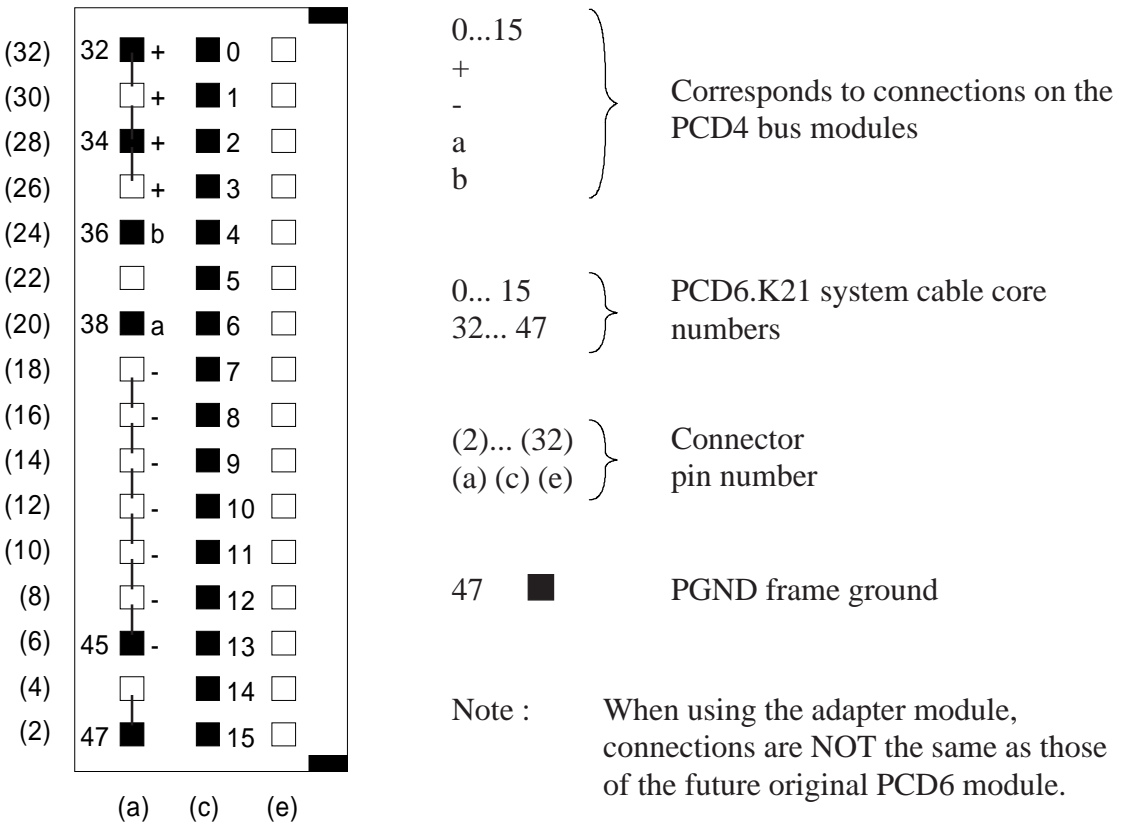 (32) 32 + 0
(30) + 1
(28) 34 + 2
(26) + 3
(24) 36 b 4
(22) 5
(20) 38 a 6
(18) - 7
(16) - 8
(14) - 9
(12) - 10
(10) - 11
(8) - 12
(6) 45 - 13
(4) 14
(2) 47 15
(a) (c) (e)
0...15
+
-
a
b
Corresponds to connections on the
PCD4 bus modules
0... 15
32... 47
PCD6.K21 system cable core
numbers
(2)... (32)
(a) (c) (e)
Connector
pin number
47 PGND frame ground
Note : When using the adapter module,
connections are NOT the same as those
of the future original PCD6 module.